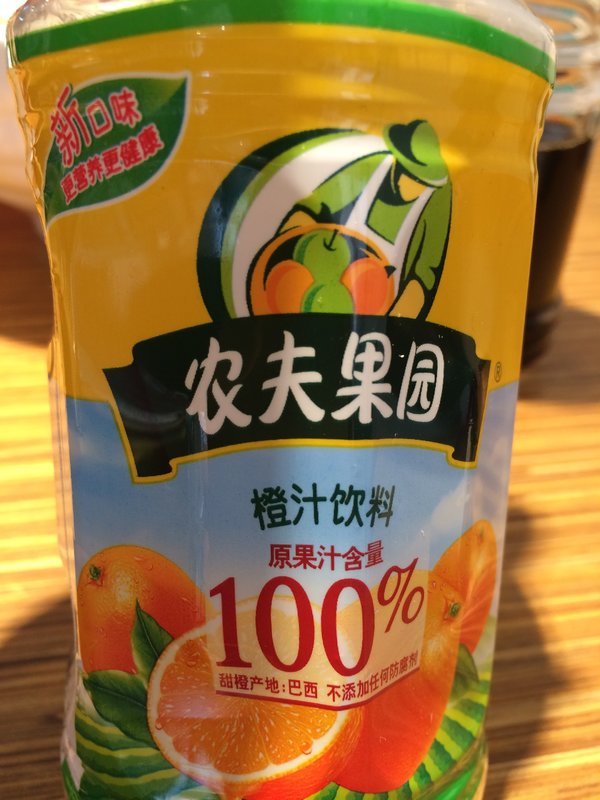 新口味
更营养更健康
农夫果园®
橙汁饮料
原果汁含量
100%
甜橙产地:巴西 不添加任何防腐剂